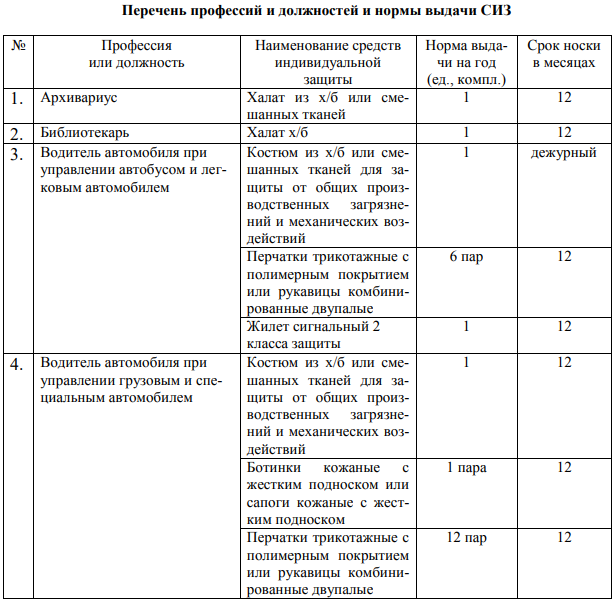 Перечень профессий и должностей и нормы выдачи СИЗ
№
Профессия
или должность
Наименование средств
индивидуальной
защиты
Норма выда-
чи на год
(ед., компл.)
Срок носки
в месяцах
1.
Архивариус
Халат из х/б или сме-
шанных тканей
1
12
2.
Библиотекарь
Халат х/б
1
12
3.
Водитель автомобиля при
управлении автобусом и лег-
ковым автомобилем
Костюм из х/б или сме-
шанных тканей для за-
щиты от общих произ-
водственных загрязне-
ний и механических воз-
действий
1
дежурный
Перчатки трикотажные с
полимерным покрытием
или рукавицы комбини-
рованные двупалые
6 пар
12
Жилет сигнальный 2
класса защиты
1
12
4.
Водитель автомобиля при
управлении грузовым и спе-
циальным автомобилем
Костюм из х/б или сме-
шанных тканей для за-
щиты от общих произ-
водственных загрязне-
ний и механических воз-
действий
1
12
Ботинки кожаные с
жестким подноском или
сапоги кожаные с жест-
ким подноском
1 пара
12
Перчатки трикотажные с
полимерным покрытием
или рукавицы комбини-
рованные двупалые
12 пар
12